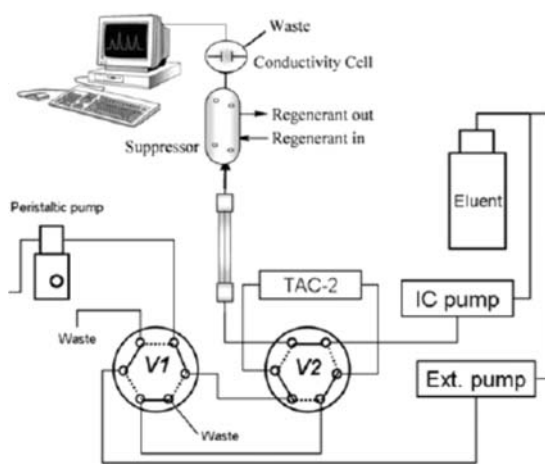 Waste
Conductivity Cell
Regenerant out
Regenerant in
Suppressor
Eluent
Peristaltic pump
TAC-2
IC pump
Waste
V1
V2
Ext. pump
Waste